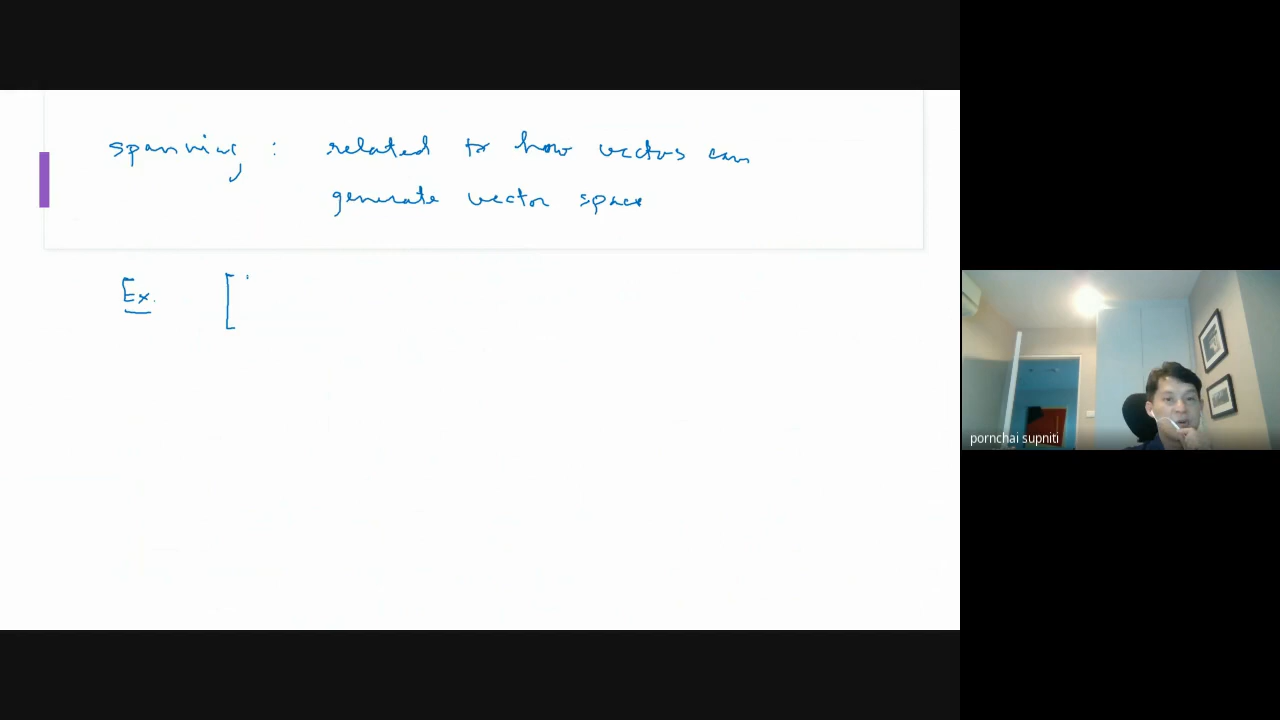 spanning : related to how vectors can
generate vector space
Ex. [
pornchai supniti